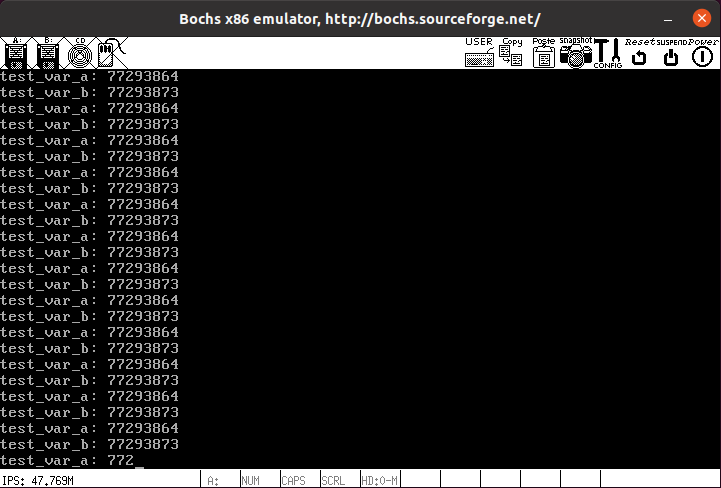 Bochs x86 emulator, http://bochs.sourceforge.net/
A: B: CD USER Copy Paste snapshot CONFIG Reset SUSPEND Power
test_var_a: 77293864
test_var_b: 77293873
test_var_a: 77293864
test_var_b: 77293873
test_var_a: 77293864
test_var_b: 77293873
test_var_a: 77293864
test_var_b: 77293873
test_var_a: 77293864
test_var_b: 77293873
test_var_a: 77293864
test_var_b: 77293873
test_var_a: 77293864
test_var_b: 77293873
test_var_a: 77293864
test_var_a: 77293864
test_var_b: 77293873
test_var_a: 77293864
test_var_b: 77293873
test_var_a: 77293864
test_var_b: 77293873
test_var_a: 77293864
test_var_b: 77293873
test_var_a: 772_
IPS: 47.769M A: NUM CAPS SCRL HD:0-M